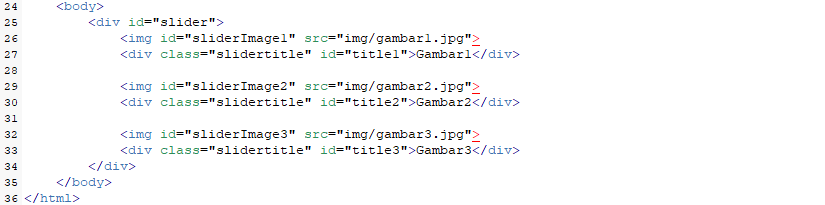 24 <body>
25 <div id="slider">
26 <img id="sliderImage1" src="img/gambar1.jpg">
27 <div class="slidertitle" id="title1">Gambar1</div>
28
29 <img id="sliderImage2" src="img/gambar2.jpg">
30 <div class="slidertitle" id="title2">Gambar2</div>
31
32 <img id="sliderImage3" src="img/gambar3.jpg">
33 <div class="slidertitle" id="title3">Gambar3</div>
34 </div>
35 </body>
36 </html>